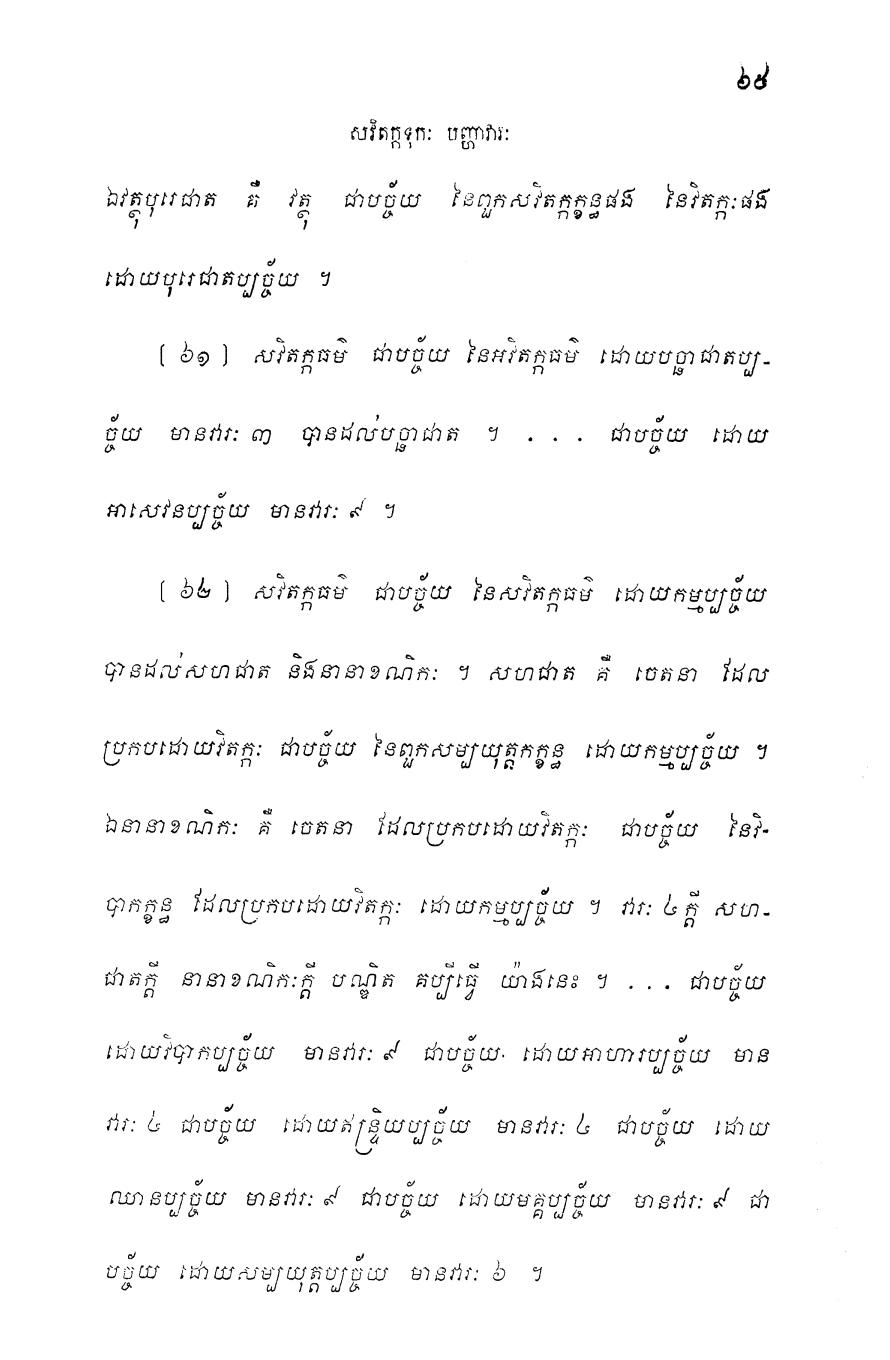 ៦៥
សវិតក្កទុកៈ បញ្ហាវារៈ
ឯវត្ថុបុរេជាត គឺ វត្ថុ ជាបច្ច័យ នៃពួកសវិតក្កក្ខន្ធផង នៃវិតក្កៈផង
ដោយបុរេជាតប្បច្ច័យ ។
( ៦១ ) សវិតក្កធម៌ ជាបច្ច័យ នៃអវិតក្កធម៌ ដោយបច្ឆាជាតប្ប-
ច្ច័យ មានវារៈ ៣ បានដល់បច្ឆាជាត ។ . . . ជាបច្ច័យ ដោយ
អាសេវនប្បច្ច័យ មានវារៈ ៩ ។
( ៦២ ) សវិតក្កធម៌ ជាបច្ច័យ នៃសវិតក្កធម៌ ដោយកម្មប្បច្ច័យ
បានដល់សហជាត និងនានាខណិកៈ ។ សហជាត គឺ ចេតនា ដែល
ប្រកបដោយវិតក្កៈ ជាបច្ច័យ នៃពួកសម្បយុត្តកក្ខន្ធ ដោយកម្មប្បច្ច័យ ។
ឯនានាខណិកៈ គឺ ចេតនា ដែលប្រកបដោយវិតក្កៈ ជាបច្ច័យ នៃវិ-
បាកក្ខន្ធ ដែលប្រកបដោយវិតក្កៈ ដោយកម្មប្បច្ច័យ ។ វារៈ ៤ក្តី សហ-
ជាតក្តី នានាខណិកៈក្តី បណ្ឌិត គប្បីធ្វើ យ៉ាងនេះ ។ . . . ជាបច្ច័យ
ដោយវិបាកប្បច្ច័យ មានវារៈ ៩ ជាបច្ច័យ ដោយអាហារប្បច្ច័យ មាន
វារៈ ៤ ជាបច្ច័យ ដោយឥន្ទ្រិយប្បច្ច័យ មានវារៈ ៤ ជាបច្ច័យ ដោយ
ឈានប្បច្ច័យ មានវារៈ ៩ ជាបច្ច័យ ដោយមគ្គប្បច្ច័យ មានវារៈ ៩ ជា
បច្ច័យ ដោយសម្បយុត្តប្បច្ច័យ មានវារៈ ៦ ។